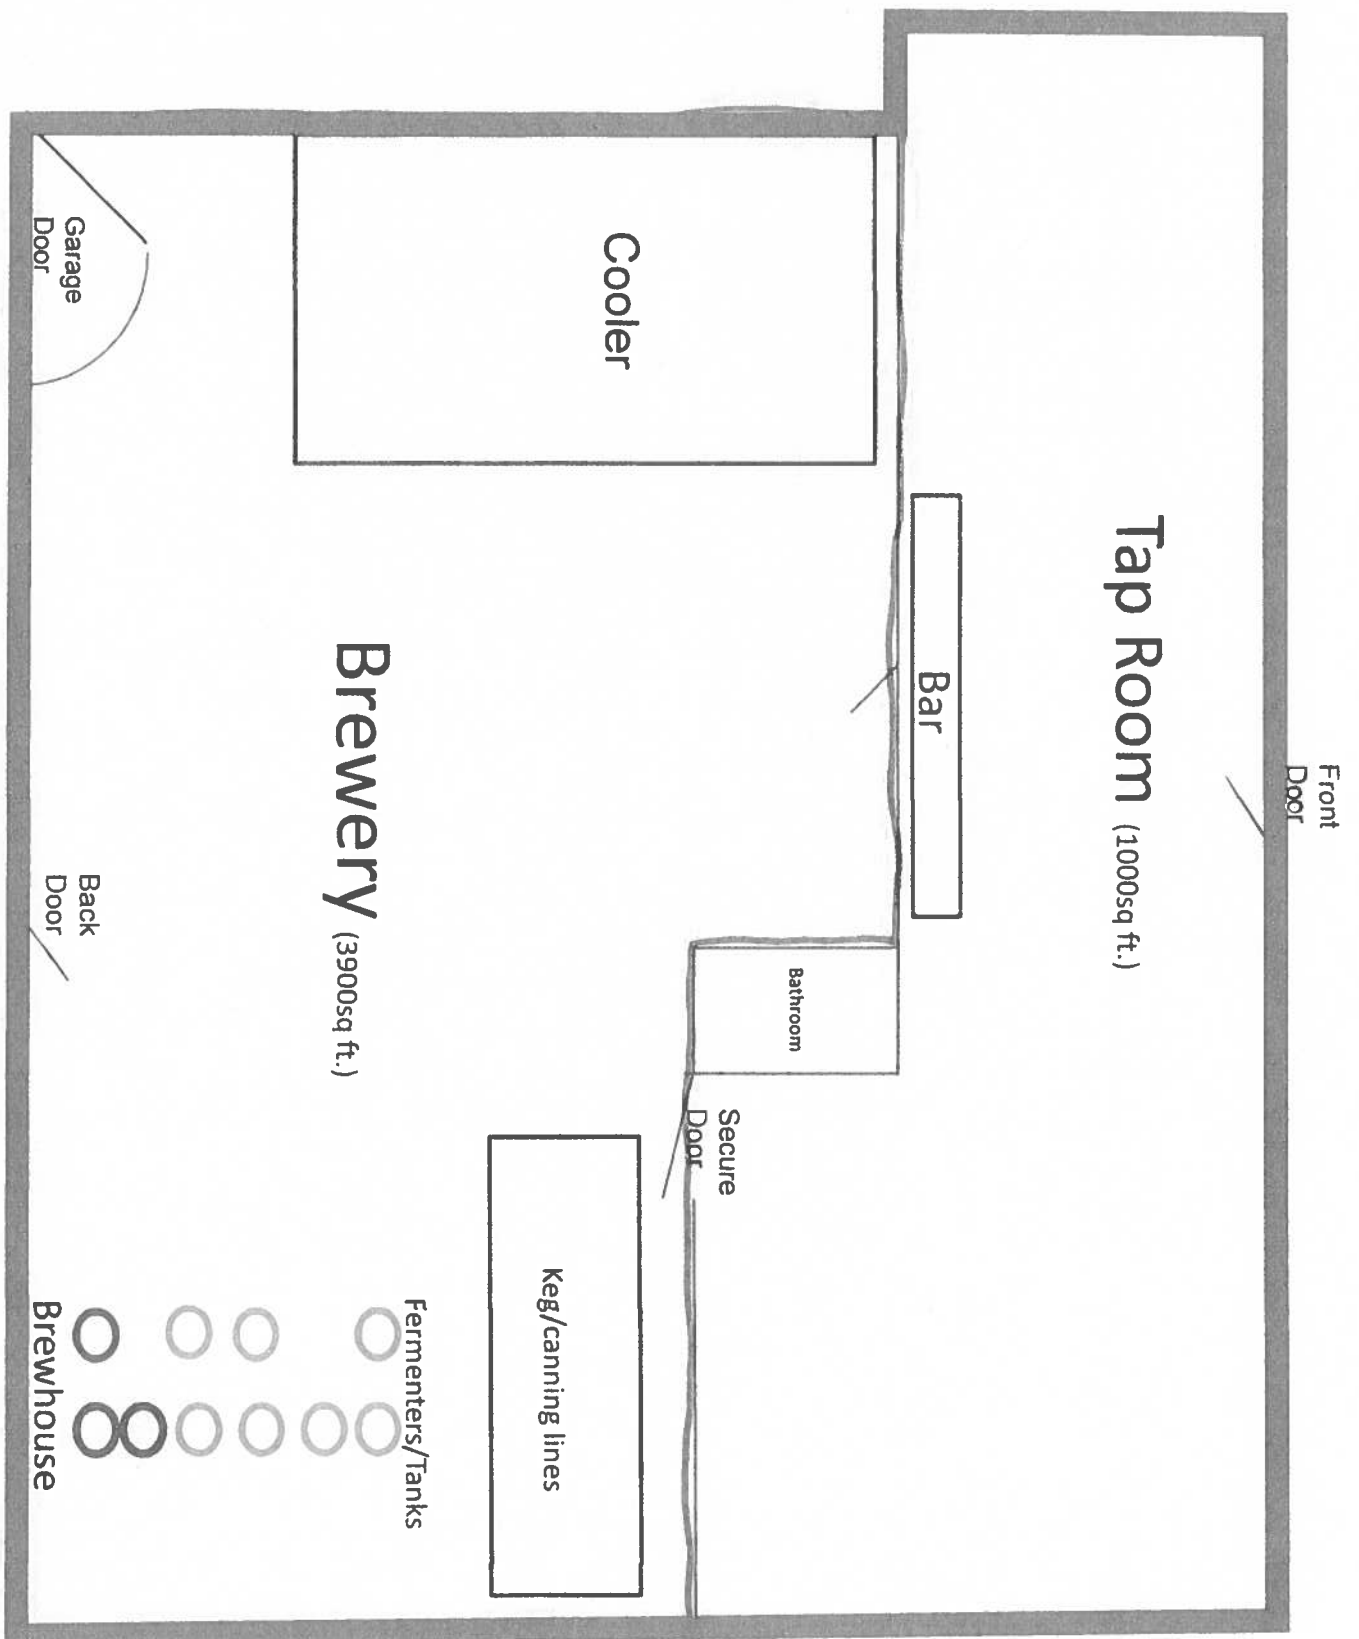 Front
Door
Tap Room (1000sq ft.)
Bar
Bathroom
Secure
Door
Cooler
Keg/canning lines
Brewery (3900sq ft.)
Fermenters/Tanks
Garage
Door
Back
Door
Brewhouse